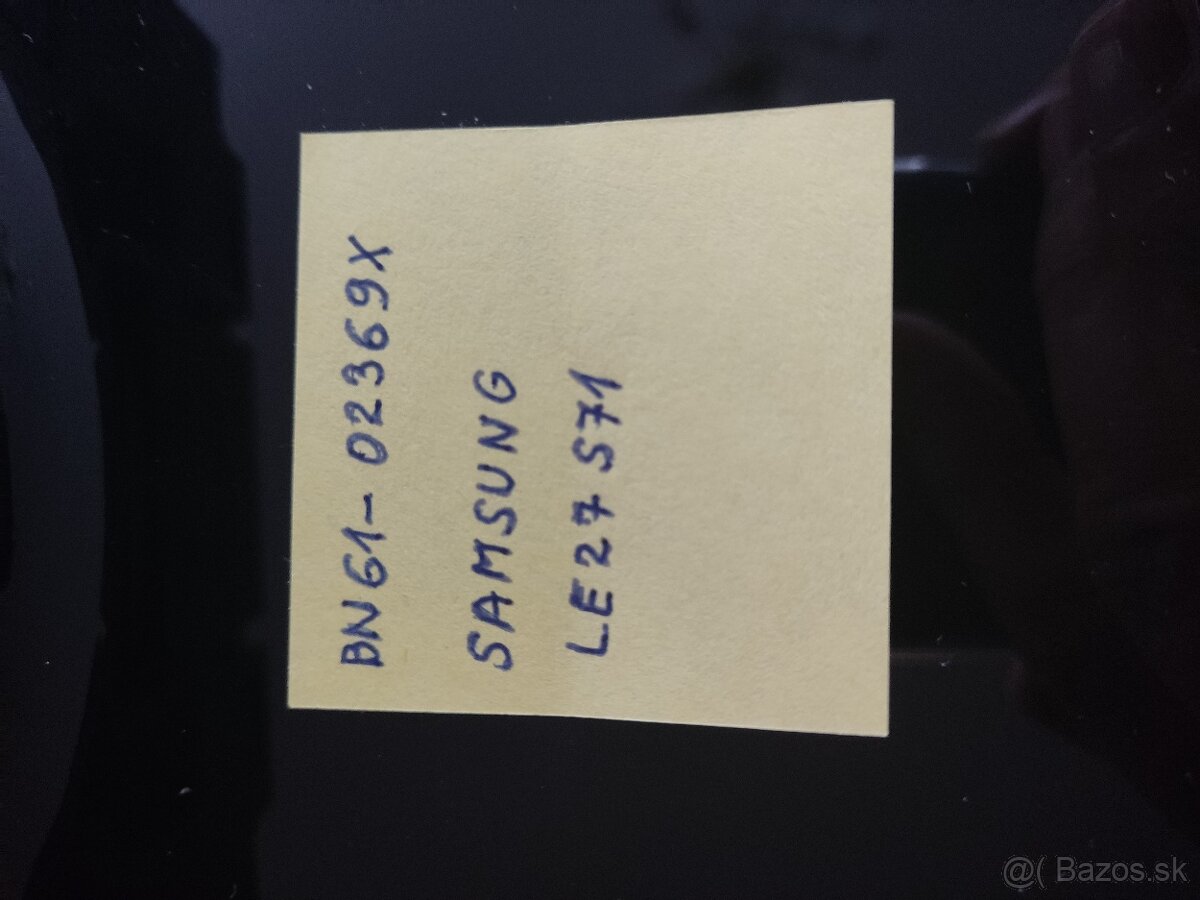 BN61-02369X
SAMSUNG
LE27S71
@( Bazos.sk